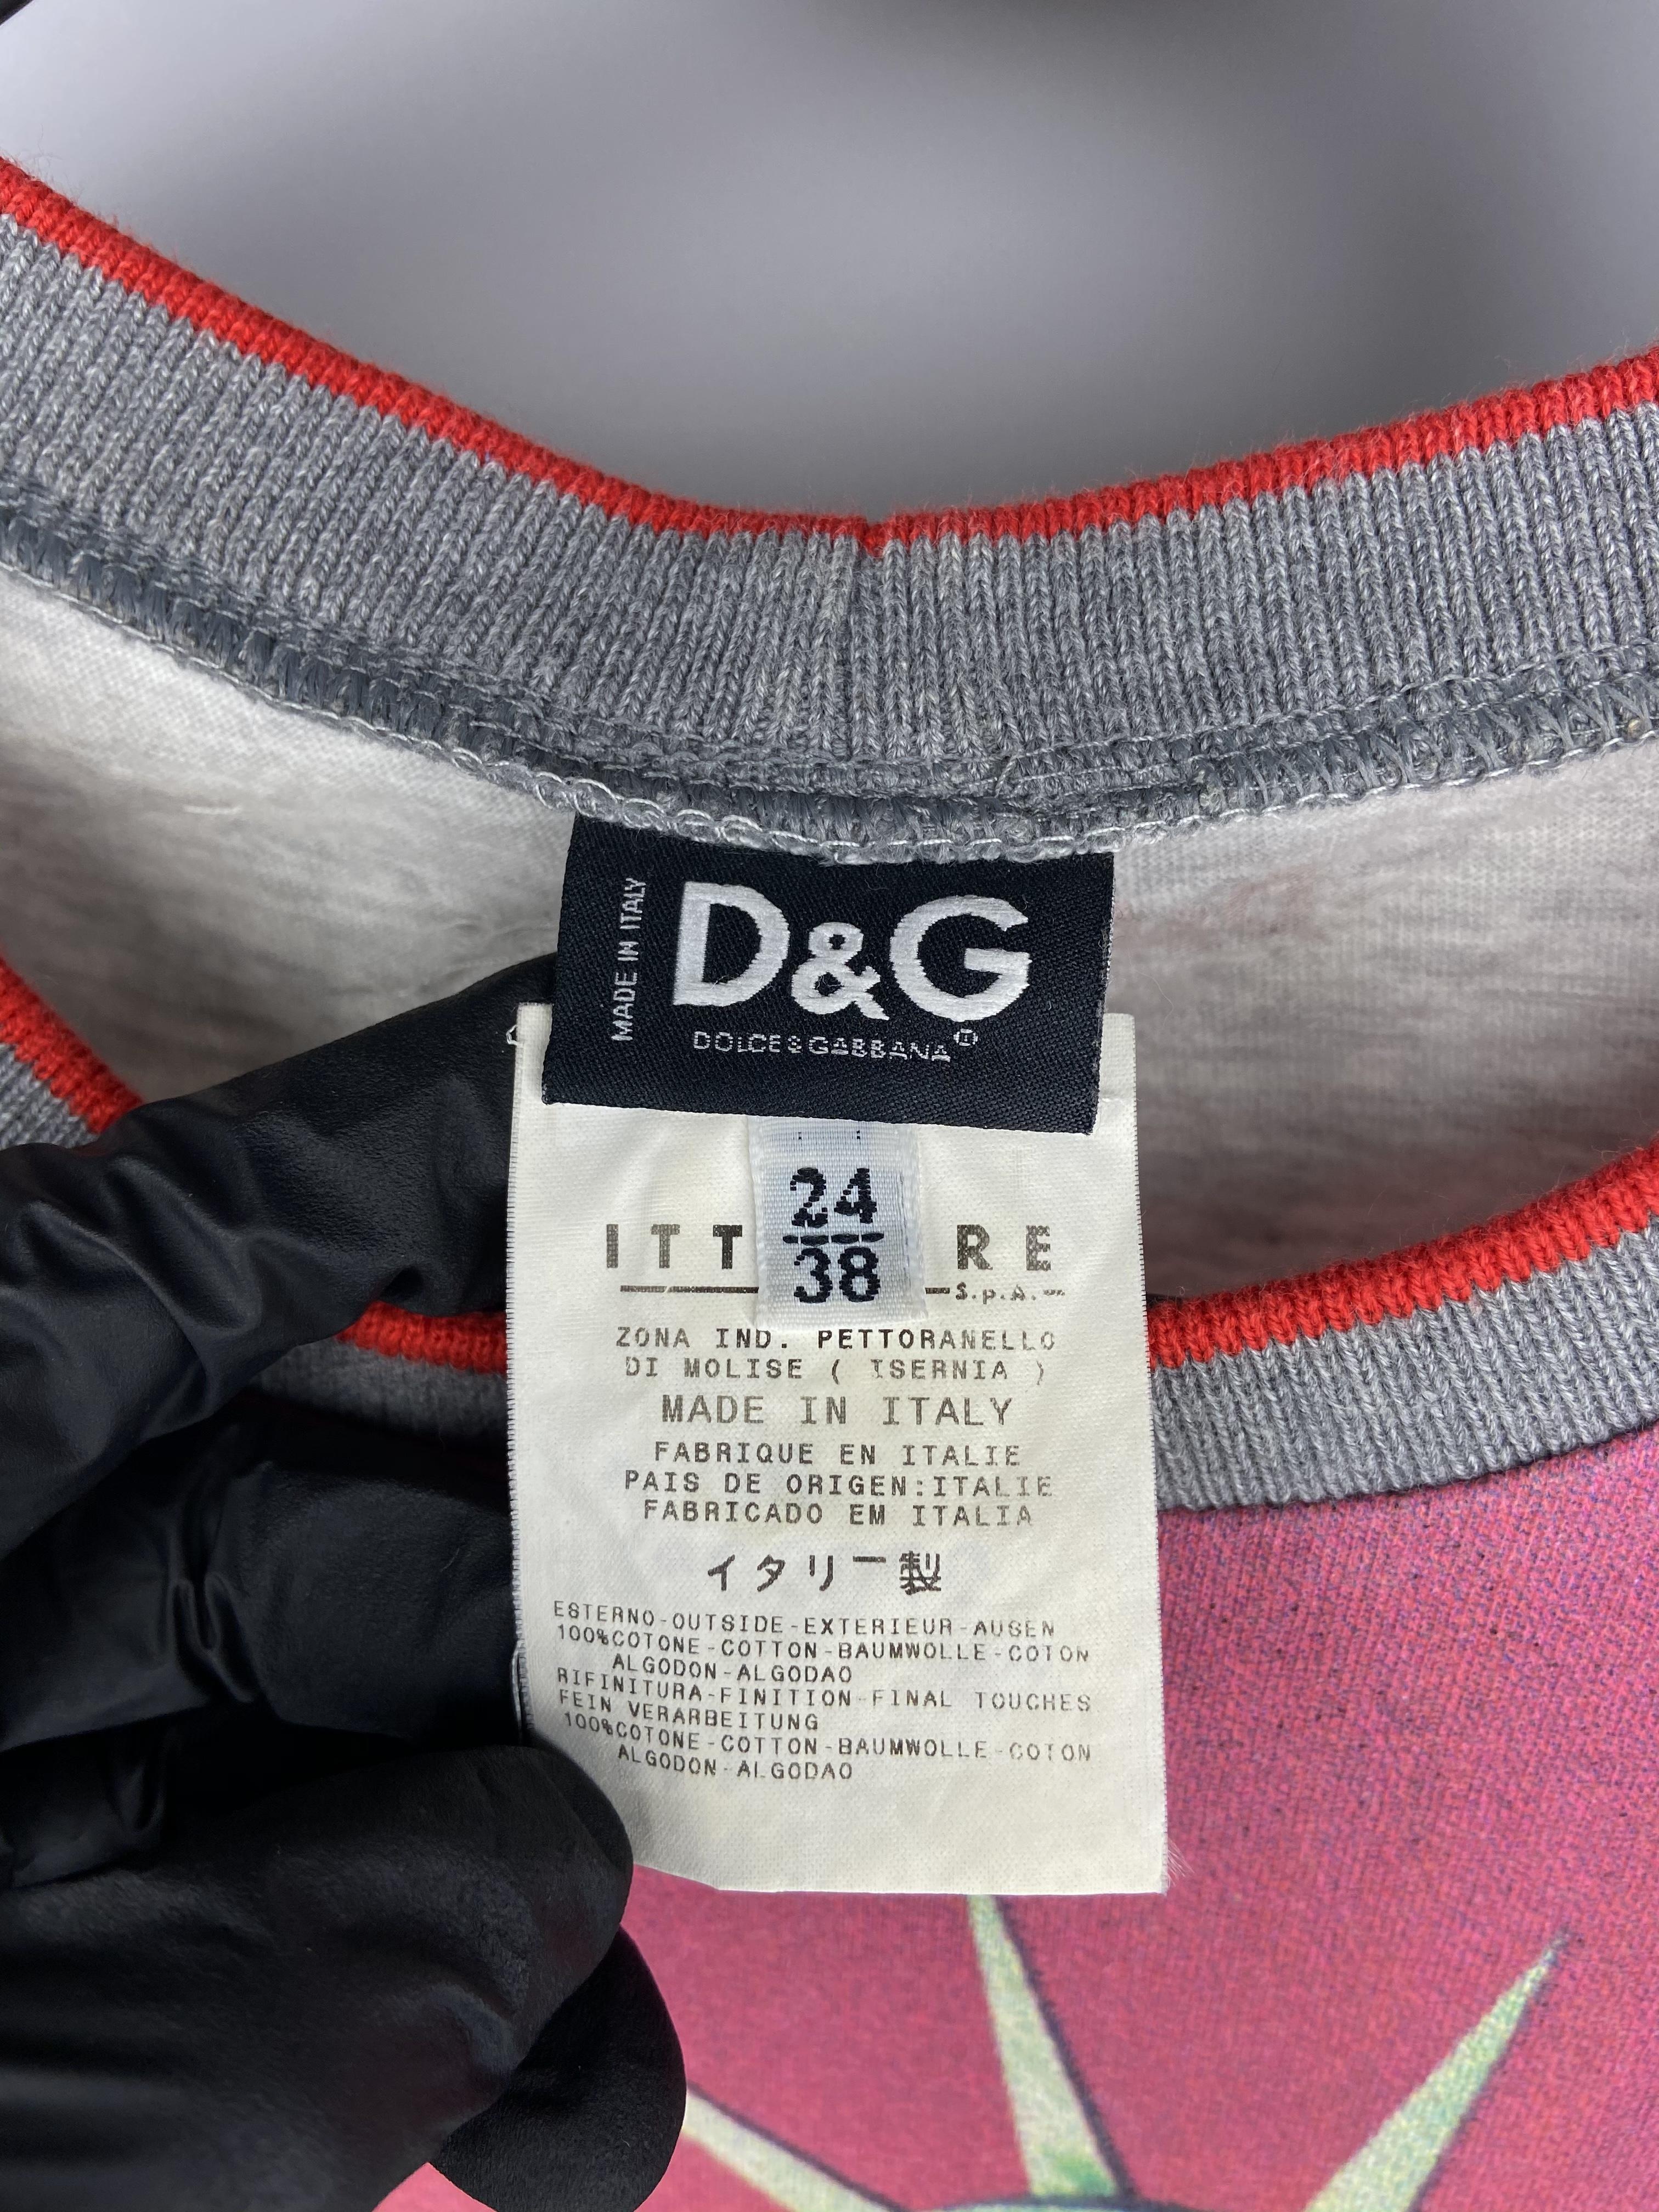 MADE IN ITALY
D&G
DOLCE&GABBANA®
24
38
ITT RE
S.p.A.
ZONA IND. PETTORANELLO
DI MOLISE ( ISERNIA )
MADE IN ITALY
FABRIQUE EN ITALIE
PAIS DE ORIGEN:ITALIE
FABRICADO EM ITALIA
イタリー製
ESTERNO-OUTSIDE-EXTERIEUR-AUSEN
100%COTONE-COTTON-BAUMWOLLE-COTON
ALGODON-ALGODAO
RIFINITURA-FINITION-FINAL TOUCHES
FEIN VERARBEITUNG
100%COTONE-COTTON-BAUMWOLLE-COTON
ALGODON-ALGODAO